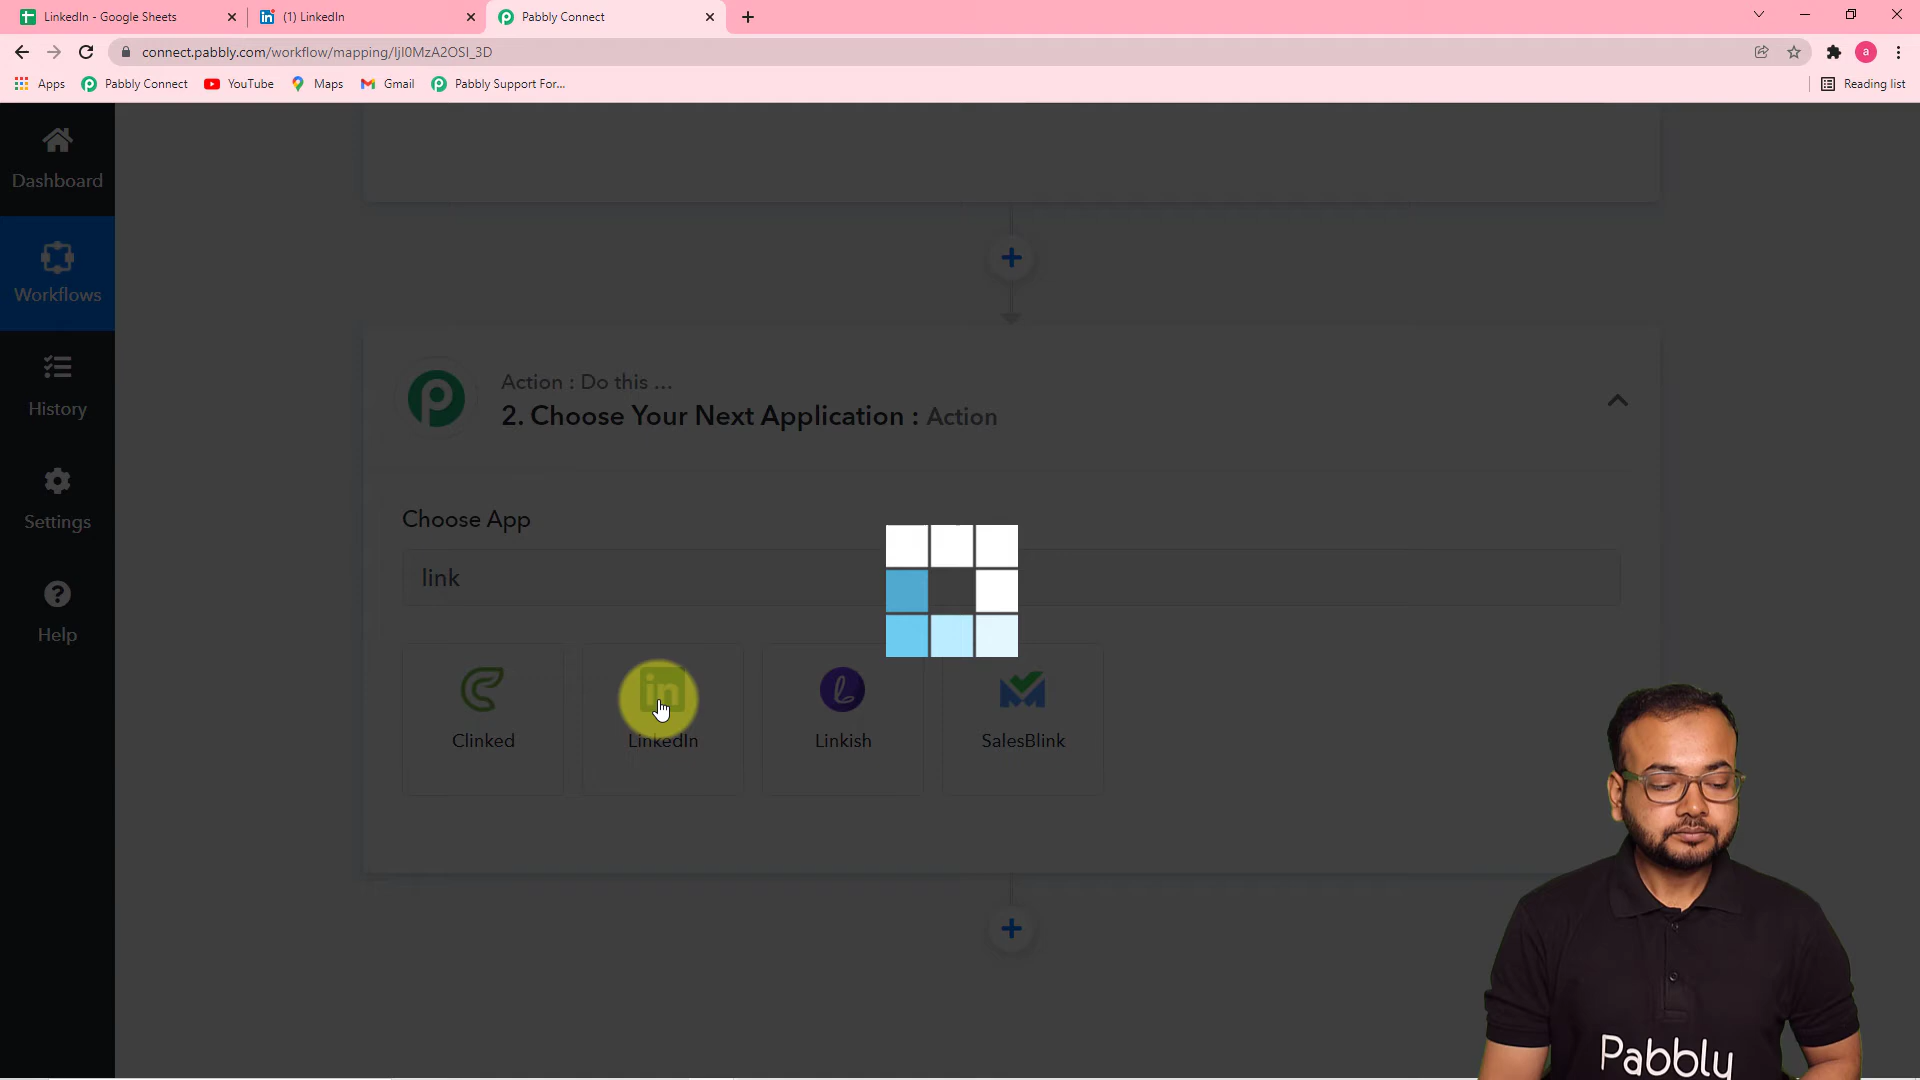 LinkedIn - Google Sheets
(1) LinkedIn
Pabbly Connect
connect.pabbly.com/workflow/mapping/IjI0MzA2OSI_3D
a
Apps
Pabbly Connect
YouTube
Maps
Gmail
Pabbly Support For...
Reading list
Dashboard
Workflows
History
Settings
Help
Action : Do this ...
2. Choose Your Next Application : Action
Choose App
link
Clinked
LinkedIn
Linkish
SalesBlink
Pabbly